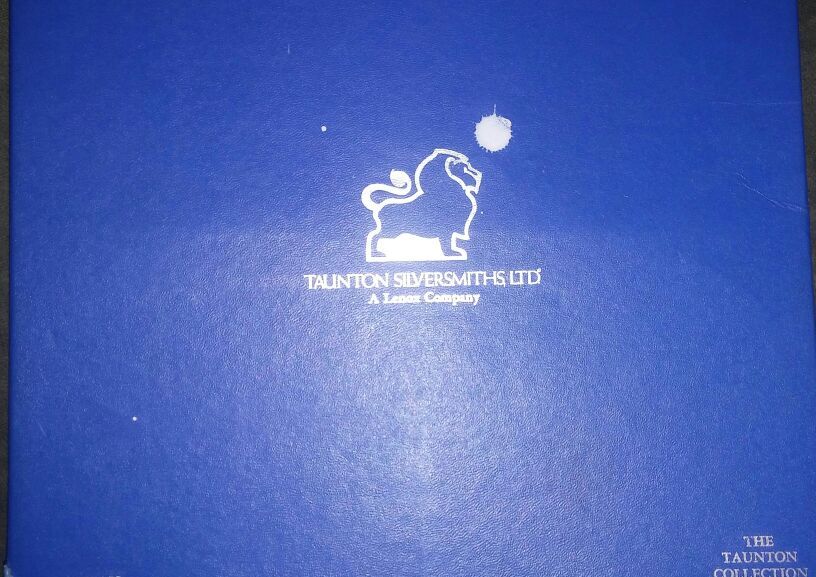 TAUNTON SILVERSMITHS, LTD
A Lenox Company
THE
TAUNTON
COLLECTION